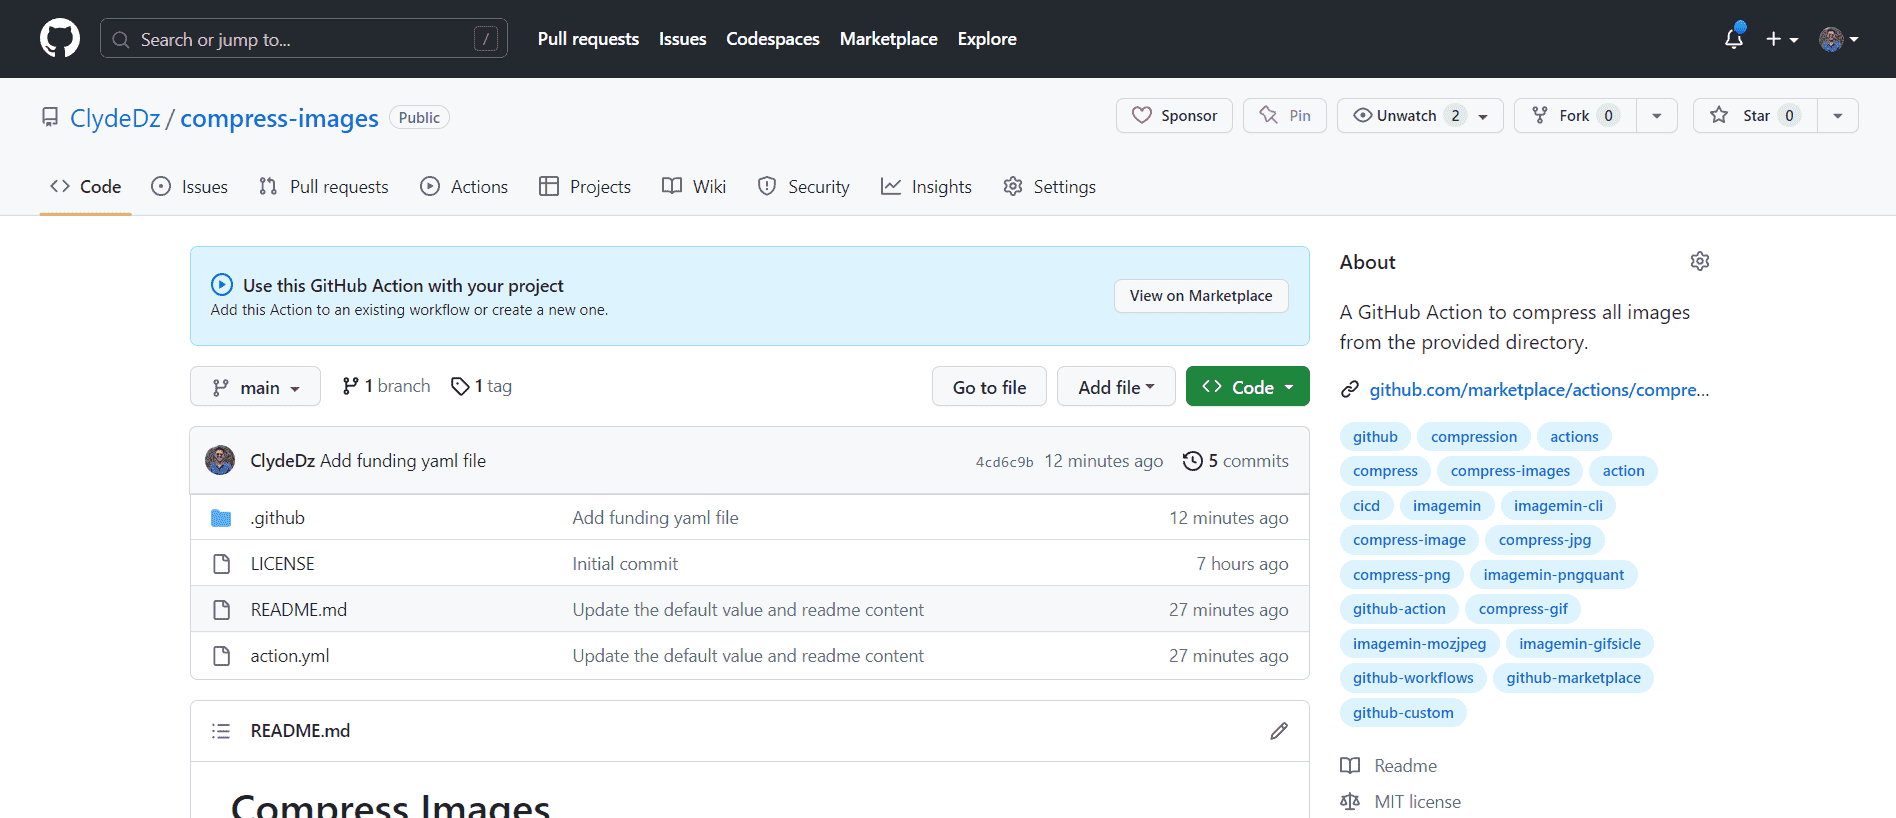 Search or jump to... /
Pull requests Issues Codespaces Marketplace Explore
ClydeDz / compress-images Public
Sponsor Pin Unwatch 2 Fork 0 Star 0
Code Issues Pull requests Actions Projects Wiki Security Insights Settings
Use this GitHub Action with your project
Add this Action to an existing workflow or create a new one.
View on Marketplace
main 1 branch 1 tag Go to file Add file Code
ClydeDz Add funding yaml file 4cd6c9b 12 minutes ago 5 commits
.github Add funding yaml file 12 minutes ago
LICENSE Initial commit 7 hours ago
README.md Update the default value and readme content 27 minutes ago
action.yml Update the default value and readme content 27 minutes ago
README.md
Compress Images
About
A GitHub Action to compress all images
from the provided directory.
github.com/marketplace/actions/compre...
github compression actions
compress compress-images action
cicd imagemin imagemin-cli
compress-image compress-jpg
compress-png imagemin-pngquant
github-action compress-gif
imagemin-mozjpeg imagemin-gifsicle
github-workflows github-marketplace
github-custom
Readme
MIT license